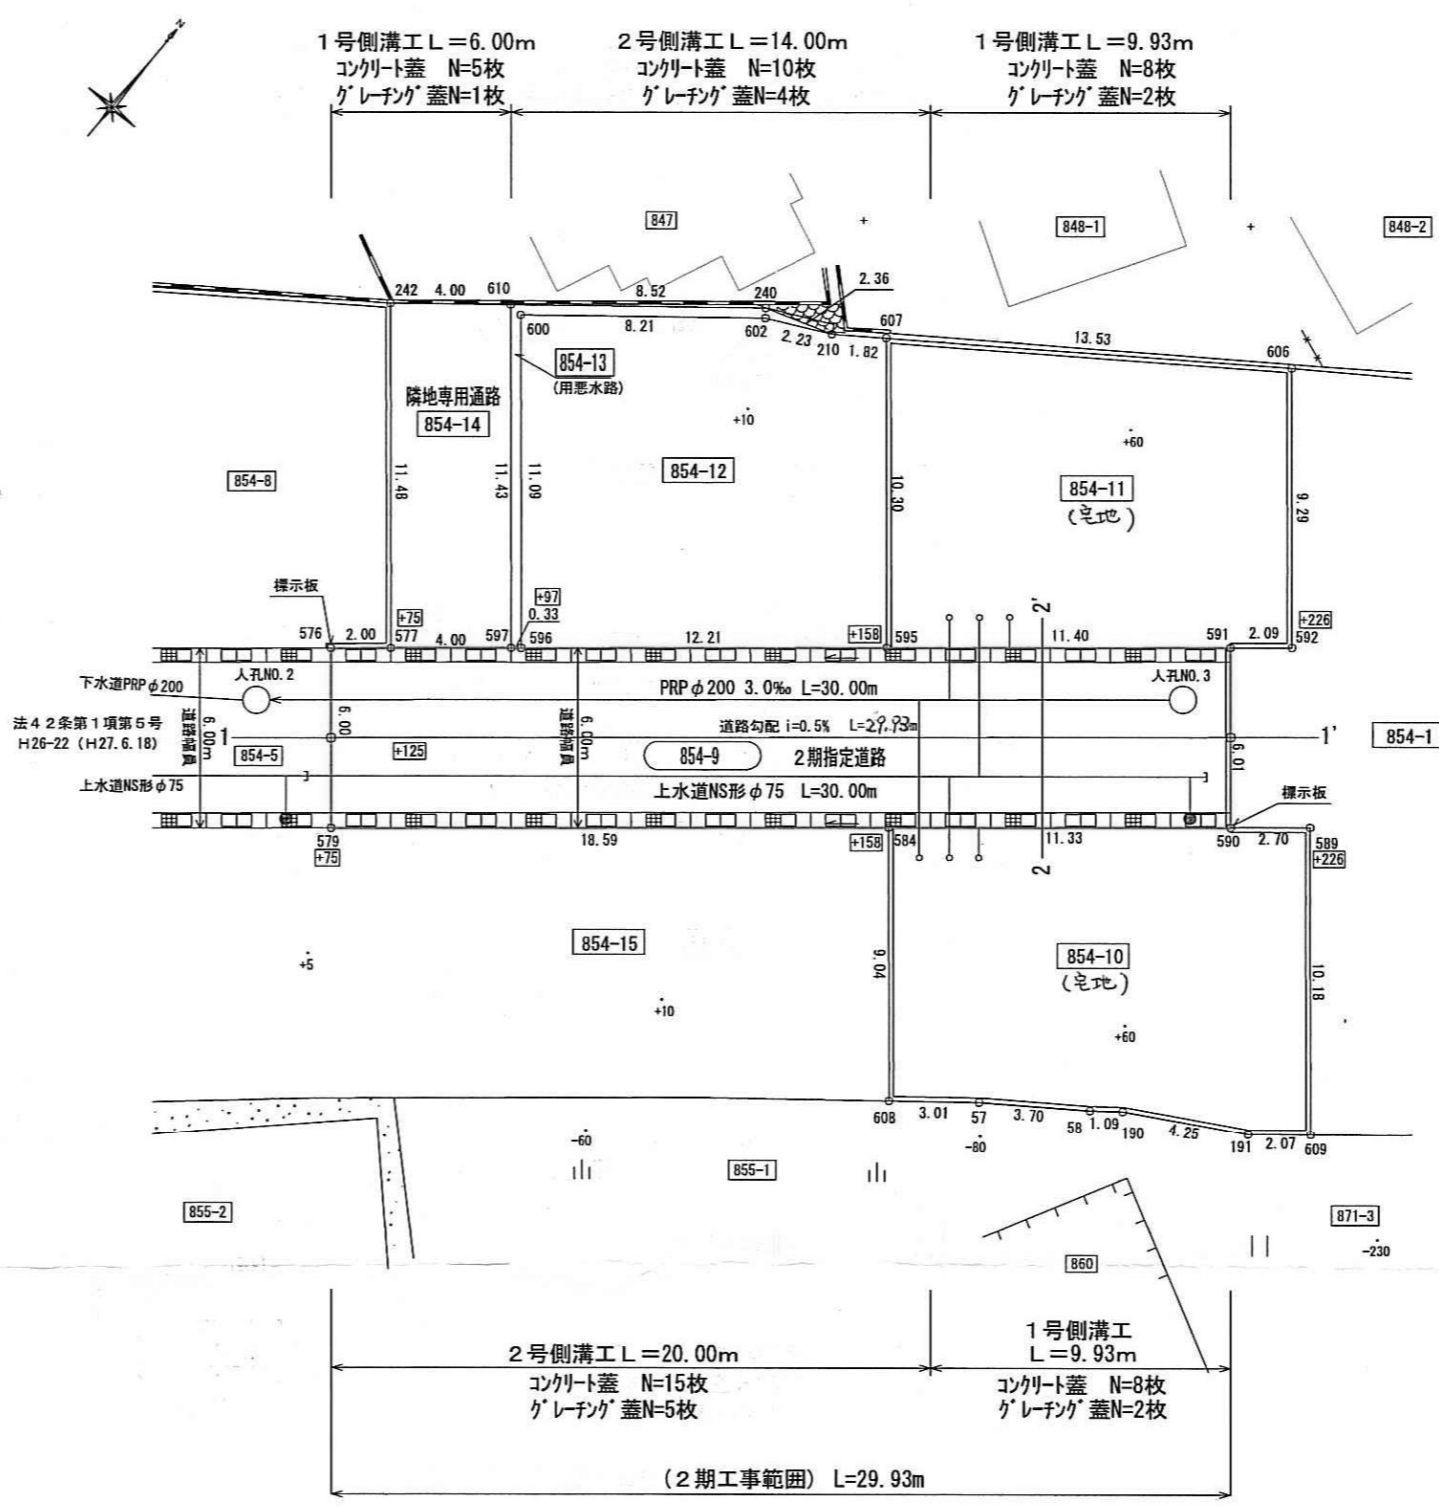 N
1号側溝工L=6.00m
コンクリート蓋 N=5枚
グレーチング蓋N=1枚
2号側溝工L=14.00m
コンクリート蓋 N=10枚
グレーチング蓋N=4枚
1号側溝工L=9.93m
コンクリート蓋 N=8枚
グレーチング蓋N=2枚
847
848-1
848-2
242
4.00
610
8.52
240
2.36
600
8.21
602
2.23
210
1.82
607
13.53
606
854-13
(用悪水路)
隣地専用通路
854-14
+10
+60
854-8
11.48
11.43
11.09
854-12
10.30
854-11
(宅地)
9.29
標示板
+75
+97
0.33
+158
+226
576
2.00
577
4.00
597
596
12.21
595
2'
11.40
591
2.09
592
下水道PRPφ200
人孔NO.2
人孔NO.3
PRPφ200 3.0‰ L=30.00m
法42条第1項第5号
H26-22 (H27.6.18)
道路幅員
6.00m
6.00
道路幅員
6.00m
道路勾配 i=0.5% L=29.93m
1
1'
854-1
854-5
+125
854-9
2期指定道路
6.01
上水道NS形φ75
上水道NS形φ75 L=30.00m
標示板
579
+75
18.59
+158
584
2
11.33
590
2.70
589
+226
854-15
9.04
854-10
(宅地)
10.18
+5
+10
+60
608
3.01
57
3.70
58
1.09
190
4.25
191
2.07
609
-60
-80
855-1
855-2
871-3
-230
860
2号側溝工L=20.00m
コンクリート蓋 N=15枚
グレーチング蓋N=5枚
1号側溝工
L=9.93m
コンクリート蓋 N=8枚
グレーチング蓋N=2枚
(2期工事範囲) L=29.93m